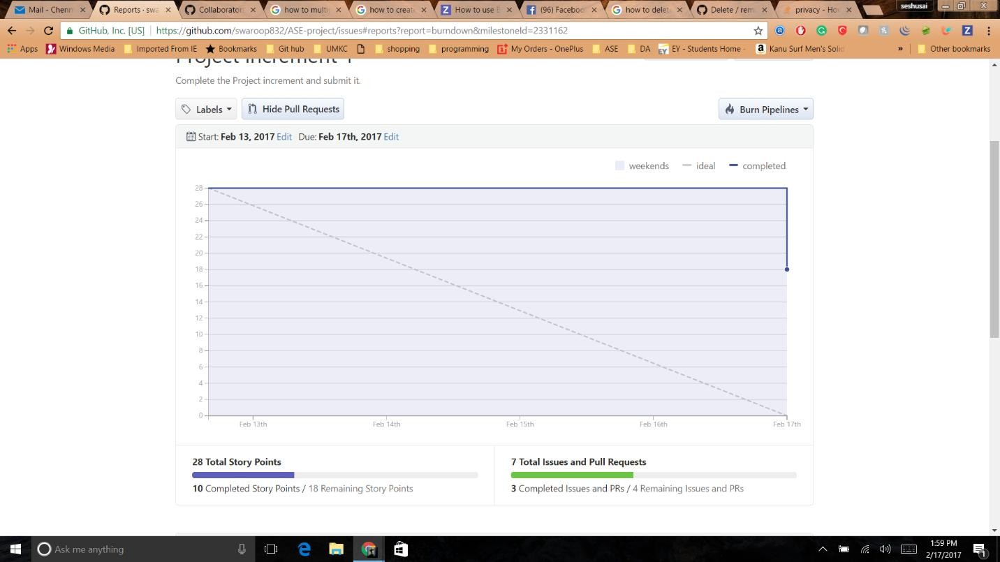 Mail - Chenn
Reports · swa
Collaborator
how to multi
how to creat
How to use
(96) Faceboo
how to delet
Delete / rem
privacy - Ho
seshusai
GitHub, Inc. [US] | https://github.com/swaroop832/ASE-project/issues#reports?report=burndown&milestoneId=2331162
Apps Windows Media Imported From IE Bookmarks Git hub UMKC shopping programming My Orders - OnePlus ASE DA EY - Students Home - Kanu Surf Men's Solid » Other bookmarks
Project Increment-1
Complete the Project increment and submit it.
Labels Hide Pull Requests Burn Pipelines
Start: Feb 13, 2017 Edit Due: Feb 17th, 2017 Edit
weekends ideal completed
28
26
24
22
20
18
16
14
12
10
8
6
4
2
0
Feb 13th Feb 14th Feb 15th Feb 16th Feb 17th
28 Total Story Points
10 Completed Story Points / 18 Remaining Story Points
7 Total Issues and Pull Requests
3 Completed Issues and PRs / 4 Remaining Issues and PRs
Ask me anything
1:59 PM
2/17/2017
1